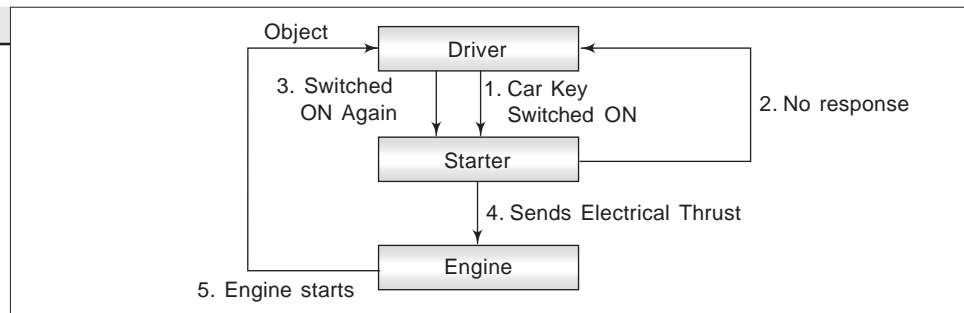 Object
Driver
3. Switched
ON Again
1. Car Key
Switched ON
2. No response
Starter
4. Sends Electrical Thrust
Engine
5. Engine starts